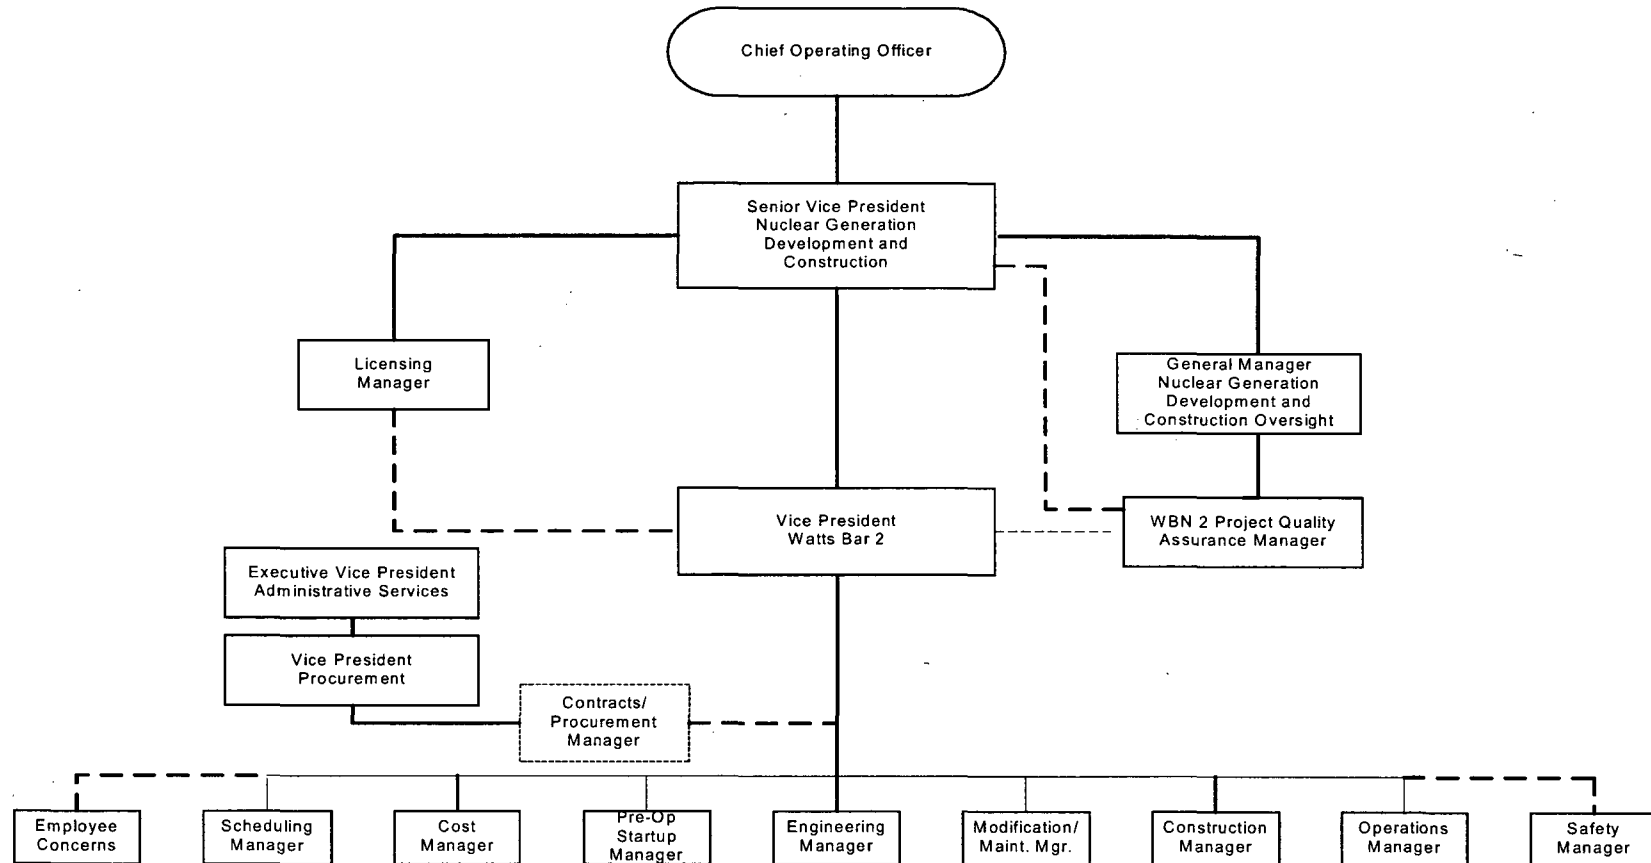 Chief Operating Officer
Senior Vice President
Nuclear Generation
Development and
Construction
Licensing
Manager
General Manager
Nuclear Generation
Development and
Construction Oversight
Vice President
Watts Bar 2
WBN 2 Project Quality
Assurance Manager
Executive Vice President
Administrative Services
Vice President
Procurement
Contracts/
Procurement
Manager
Employee
Concerns
Scheduling
Manager
Cost
Manager
Pre-Op
Startup
Manager
Engineering
Manager
Modification/
Maint. Mgr.
Construction
Manager
Operations
Manager
Safety
Manager